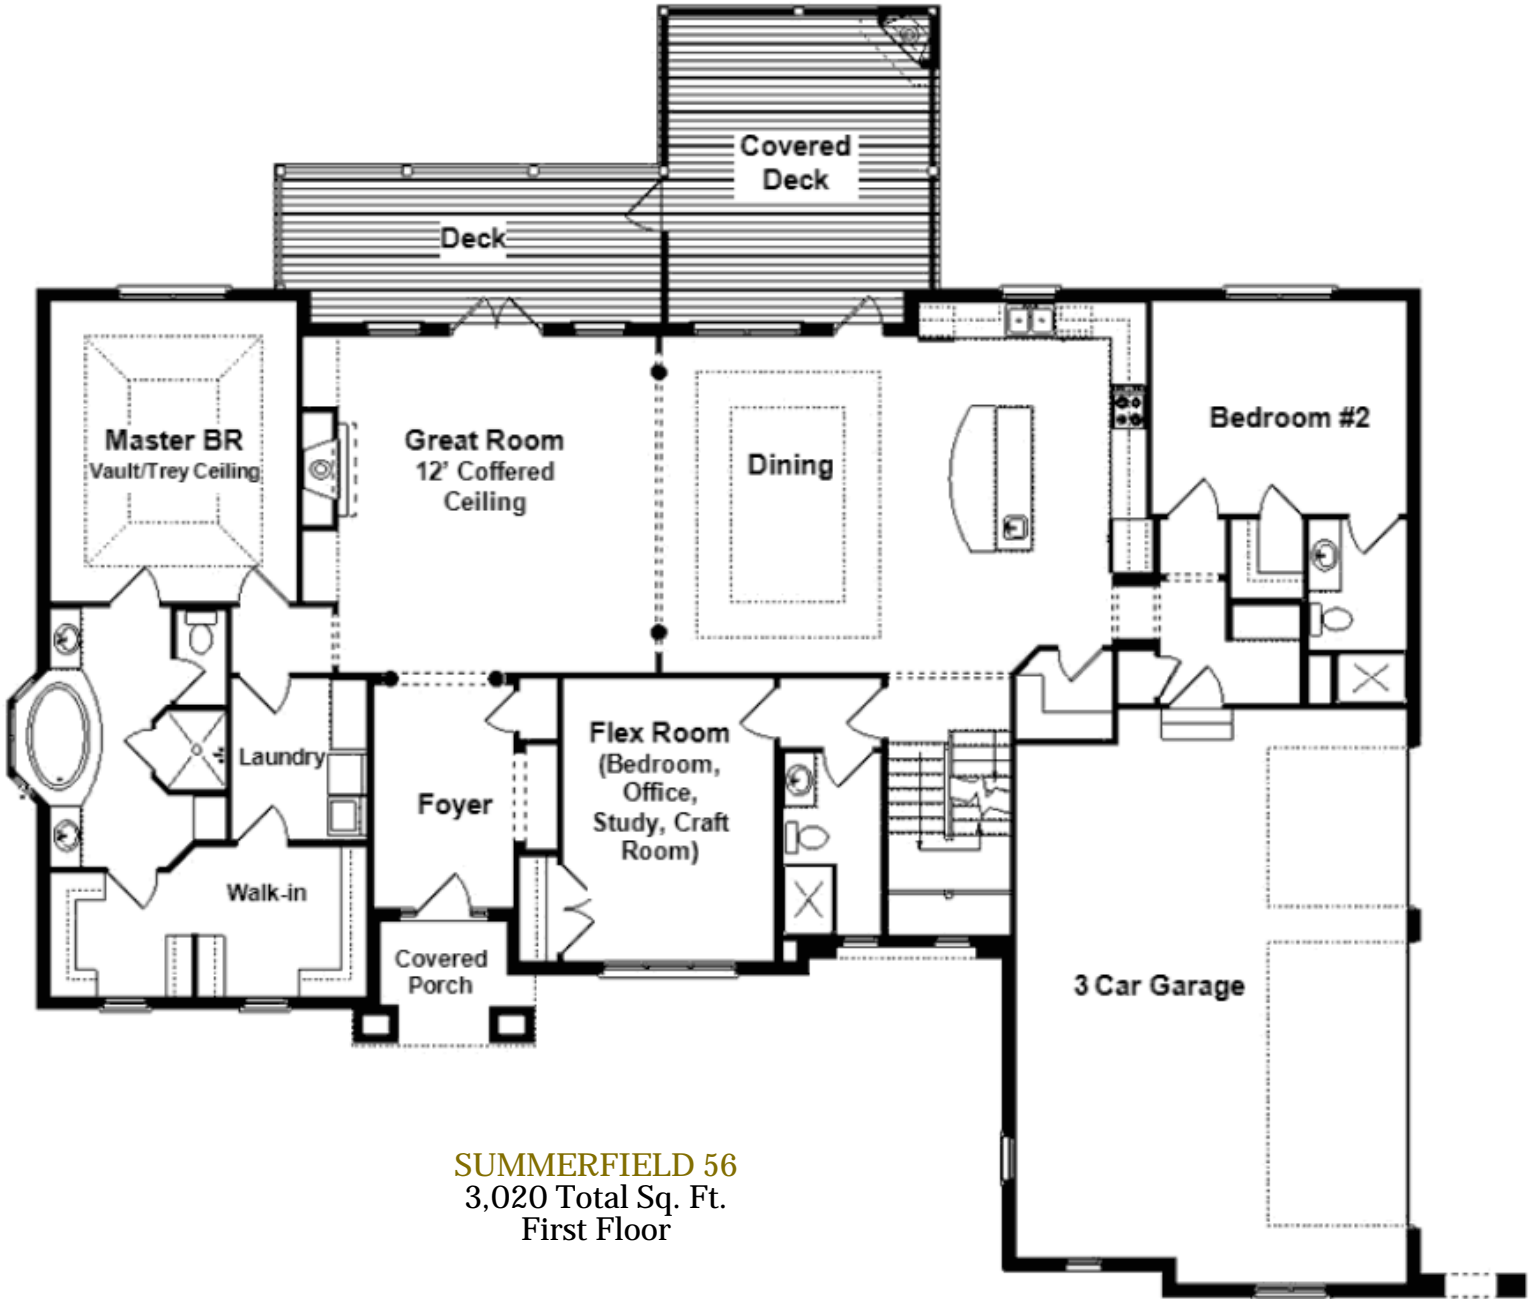 Covered
Deck
Deck
Master BR
Vault/Trey Ceiling
Great Room
12’ Coffered
Ceiling
Dining
Bedroom #2
Laundry
Foyer
Flex Room
(Bedroom,
Office,
Study, Craft
Room)
Walk-in
Covered
Porch
3 Car Garage
SUMMERFIELD 56
3,020 Total Sq. Ft.
First Floor